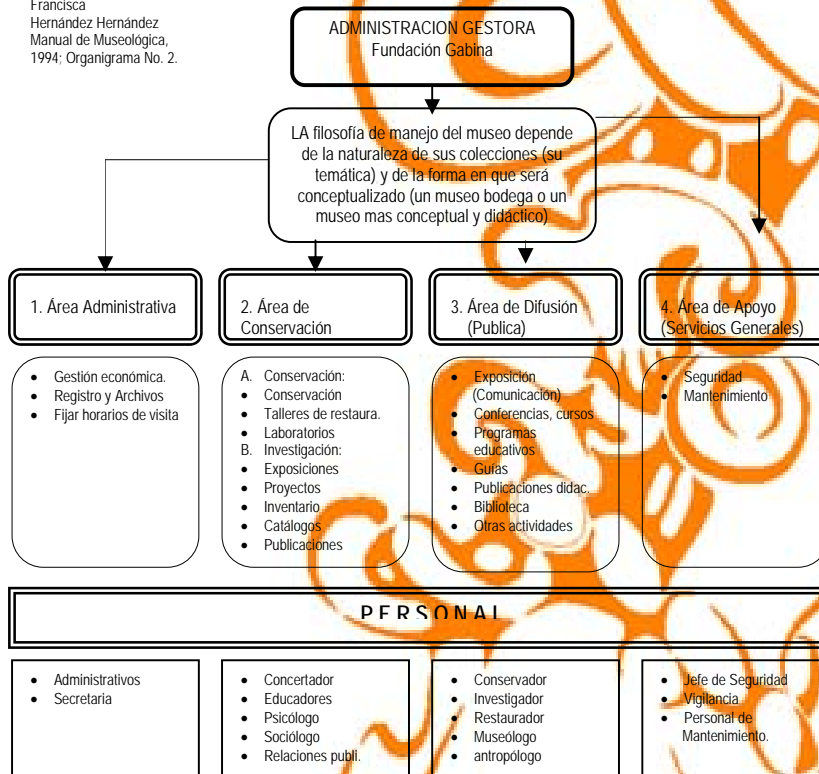 Francisca
Hernández Hernández
Manual de Museológica,
1994; Organigrama No. 2.
ADMINISTRACION GESTORA
Fundación Gabina
LA filosofía de manejo del museo depende
de la naturaleza de sus colecciones (su
temática) y de la forma en que será
conceptualizado (un museo bodega o un
museo mas conceptual y didáctico)
1. Área Administrativa
2. Área de
Conservación
3. Área de Difusión
(Publica)
4. Área de Apoyo
(Servicios Generales)
• Gestión económica.
• Registro y Archivos
• Fijar horarios de visita
A. Conservación:
• Conservación
• Talleres de restaura.
• Laboratorios
B. Investigación:
• Exposiciones
• Proyectos
• Inventario
• Catálogos
• Publicaciones
• Exposición
(Comunicación)
• Conferencias, cursos
• Programas
educativos
• Guías
• Publicaciones didac.
• Biblioteca
• Otras actividades
• Seguridad
• Mantenimiento
PERSONAL
• Administrativos
• Secretaria
• Concertador
• Educadores
• Psicólogo
• Sociólogo
• Relaciones publi.
• Conservador
• Investigador
• Restaurador
• Museólogo
• antropólogo
• Jefe de Seguridad
• Vigilancia
• Personal de
Mantenimiento.